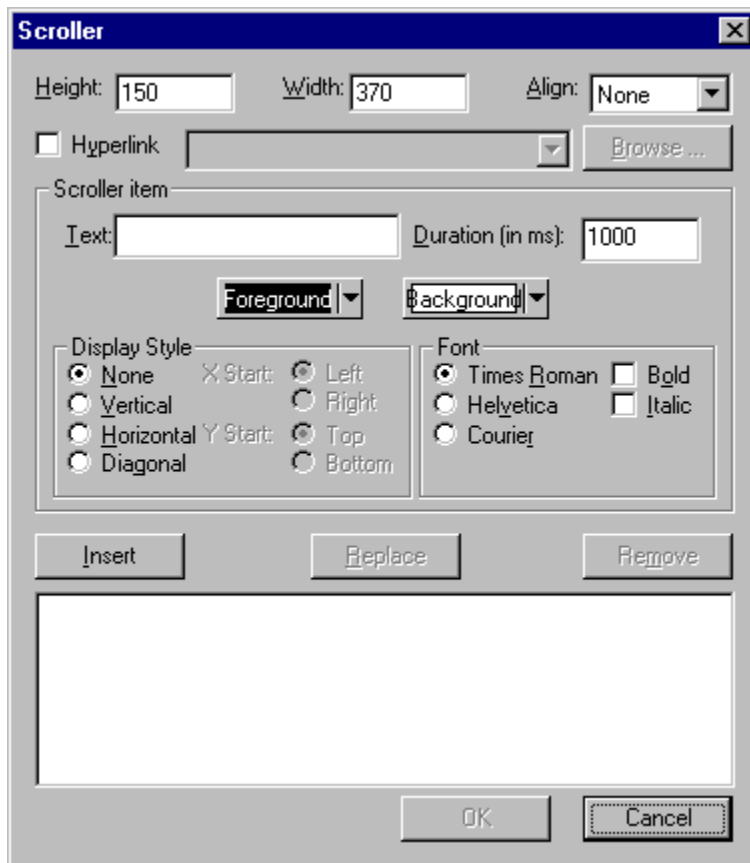 Scroller
Height: 150 Width: 370 Align: None
Hyperlink Browse ...
Scroller item
Text: Duration (in ms): 1000
Foreground Background
Display Style Font
None X Start: Left Times Roman Bold
Vertical Right Helvetica Italic
Horizontal Y Start: Top Courier
Diagonal Bottom
Insert Replace Remove
OK Cancel